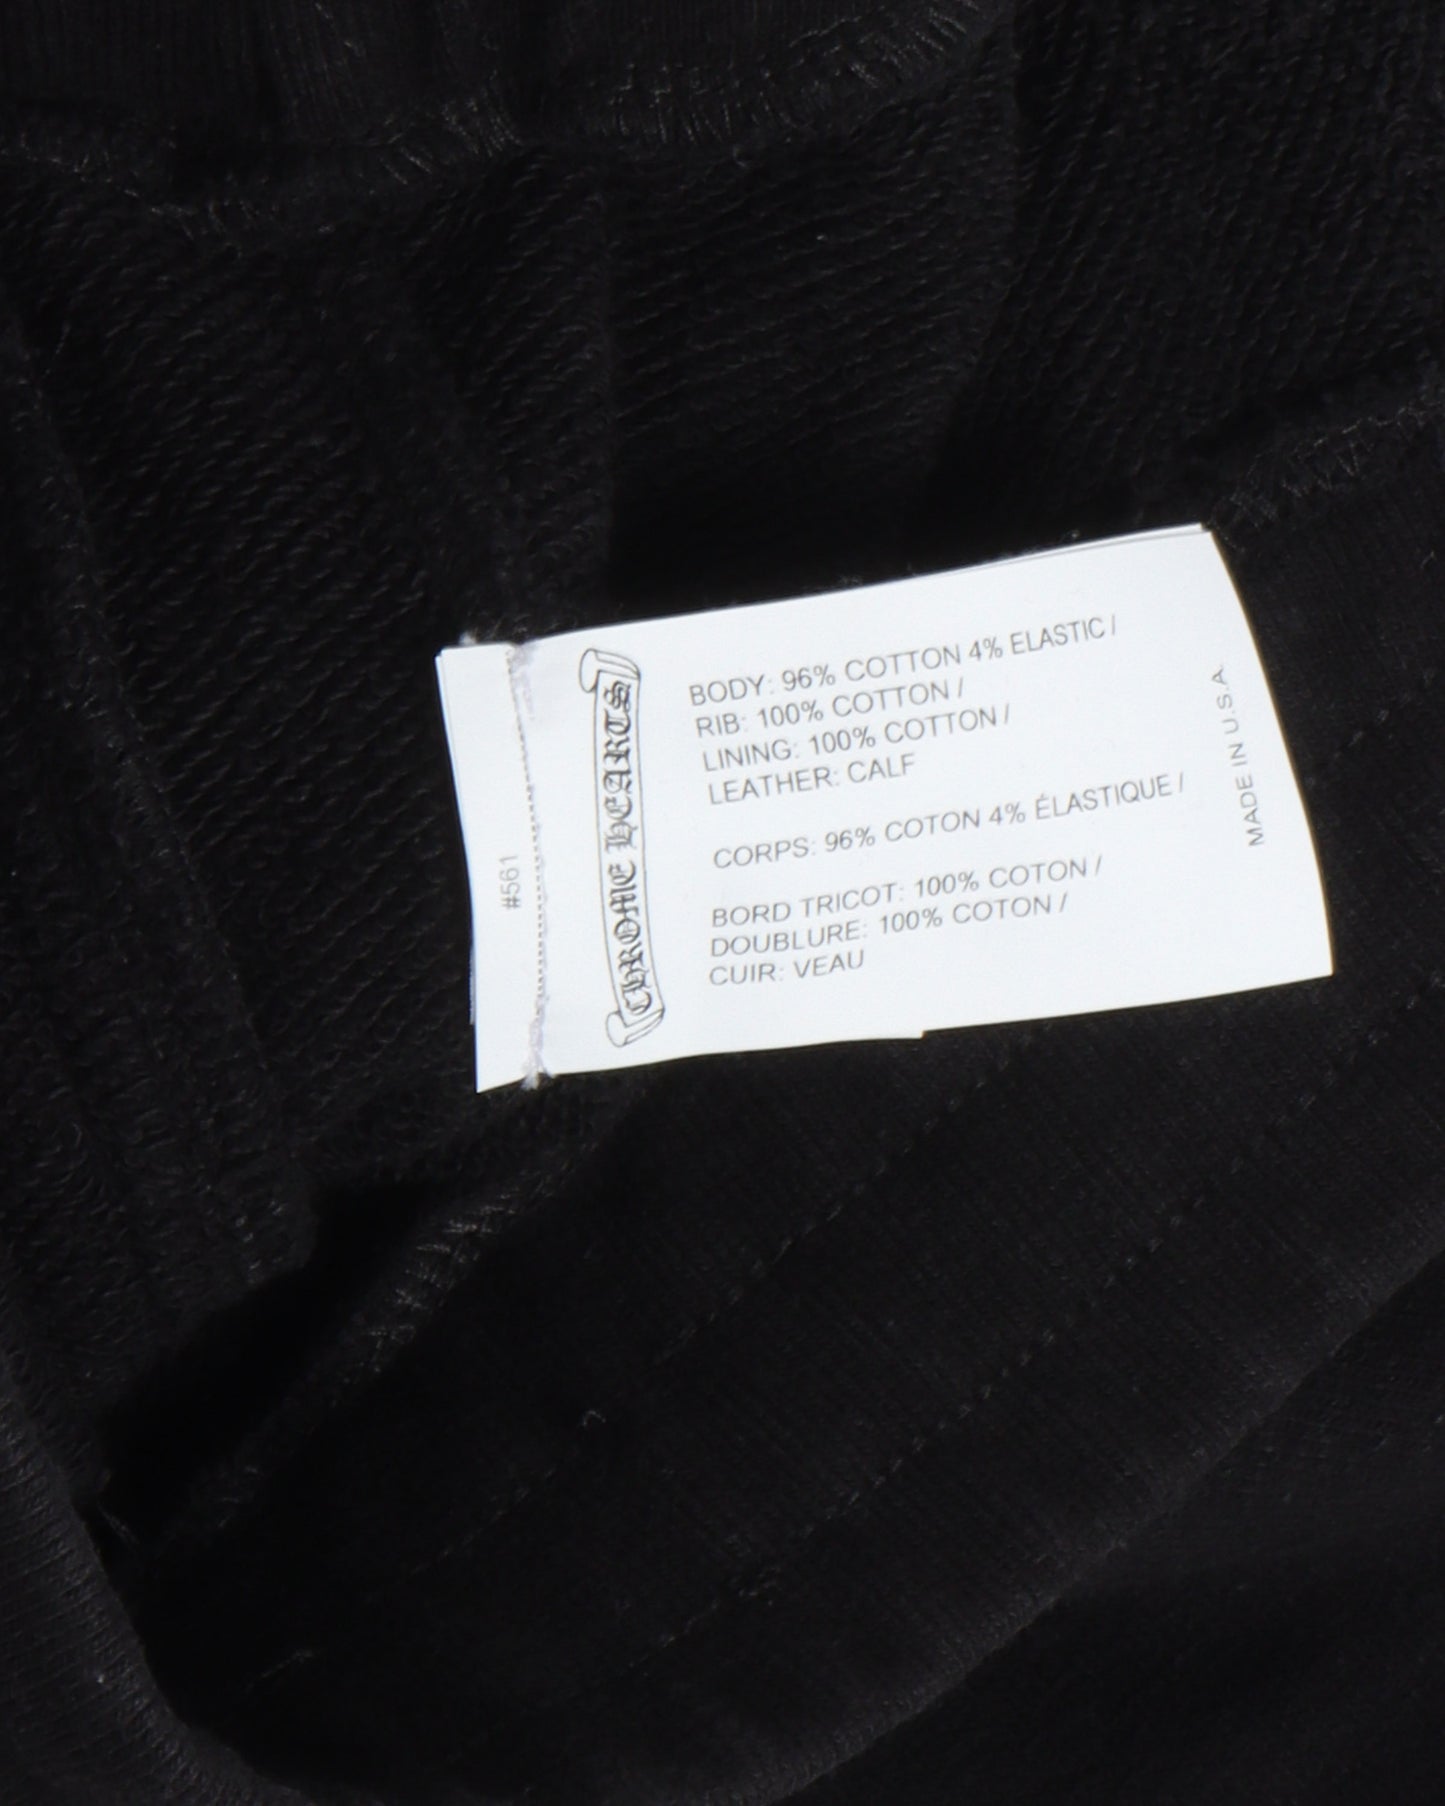 #561
CHROME HEARTS
BODY: 96% COTTON 4% ELASTIC /
RIB: 100% COTTON /
LINING: 100% COTTON /
LEATHER: CALF
CORPS: 96% COTON 4% ÉLASTIQUE /
BORD TRICOT: 100% COTON /
DOUBLURE: 100% COTON /
CUIR: VEAU
MADE IN U.S.A.